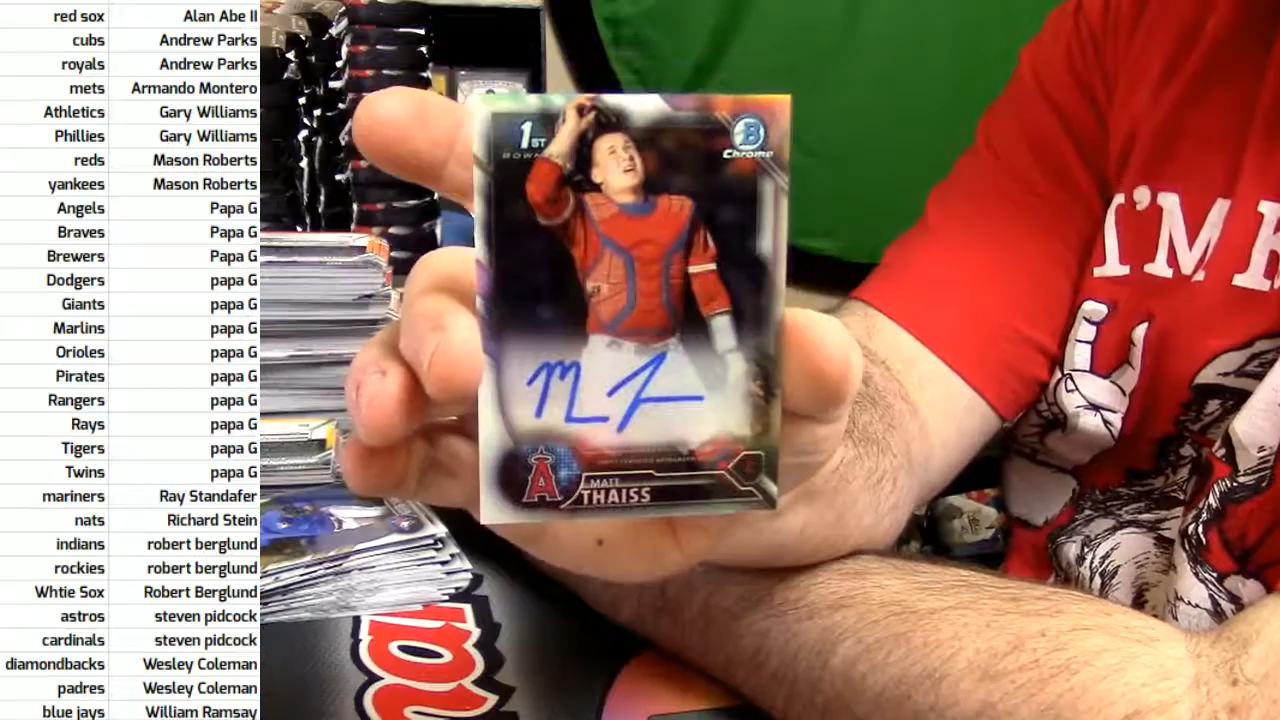 red sox Alan Abe II
cubs Andrew Parks
royals Andrew Parks
mets Armando Montero
Athletics Gary Williams
Phillies Gary Williams
reds Mason Roberts
yankees Mason Roberts
Angels Papa G
Braves Papa G
Brewers Papa G
Dodgers papa G
Giants papa G
Marlins papa G
Orioles papa G
Pirates papa G
Rangers papa G
Rays papa G
Tigers papa G
Twins papa G
mariners Ray Standafer
nats Richard Stein
indians robert berglund
rockies robert berglund
Whtie Sox Robert Berglund
astros steven pidcock
cardinals steven pidcock
diamondbacks Wesley Coleman
padres Wesley Coleman
blue jays William Ramsay
1ST
BOWMAN
B
Chrome
A
MATT
THAISS
I'M